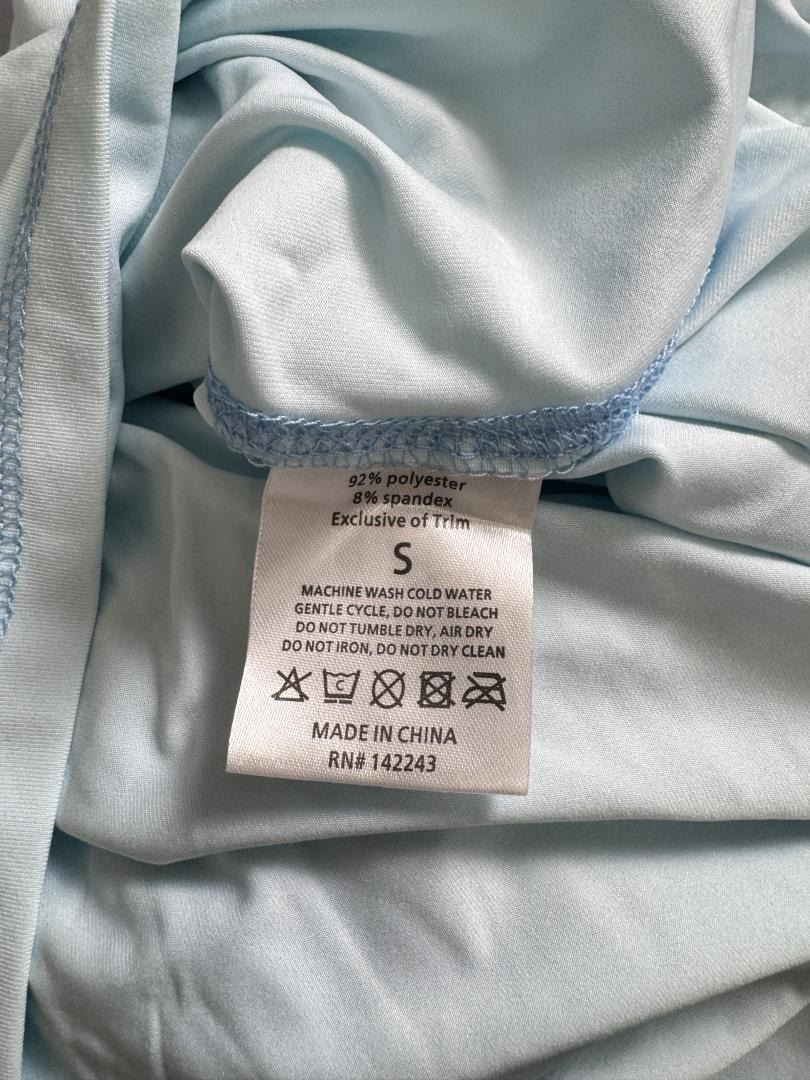 92% polyester
8% spandex
Exclusive of Trim
S
MACHINE WASH COLD WATER
GENTLE CYCLE, DO NOT BLEACH
DO NOT TUMBLE DRY, AIR DRY
DO NOT IRON, DO NOT DRY CLEAN
C
MADE IN CHINA
RN# 142243